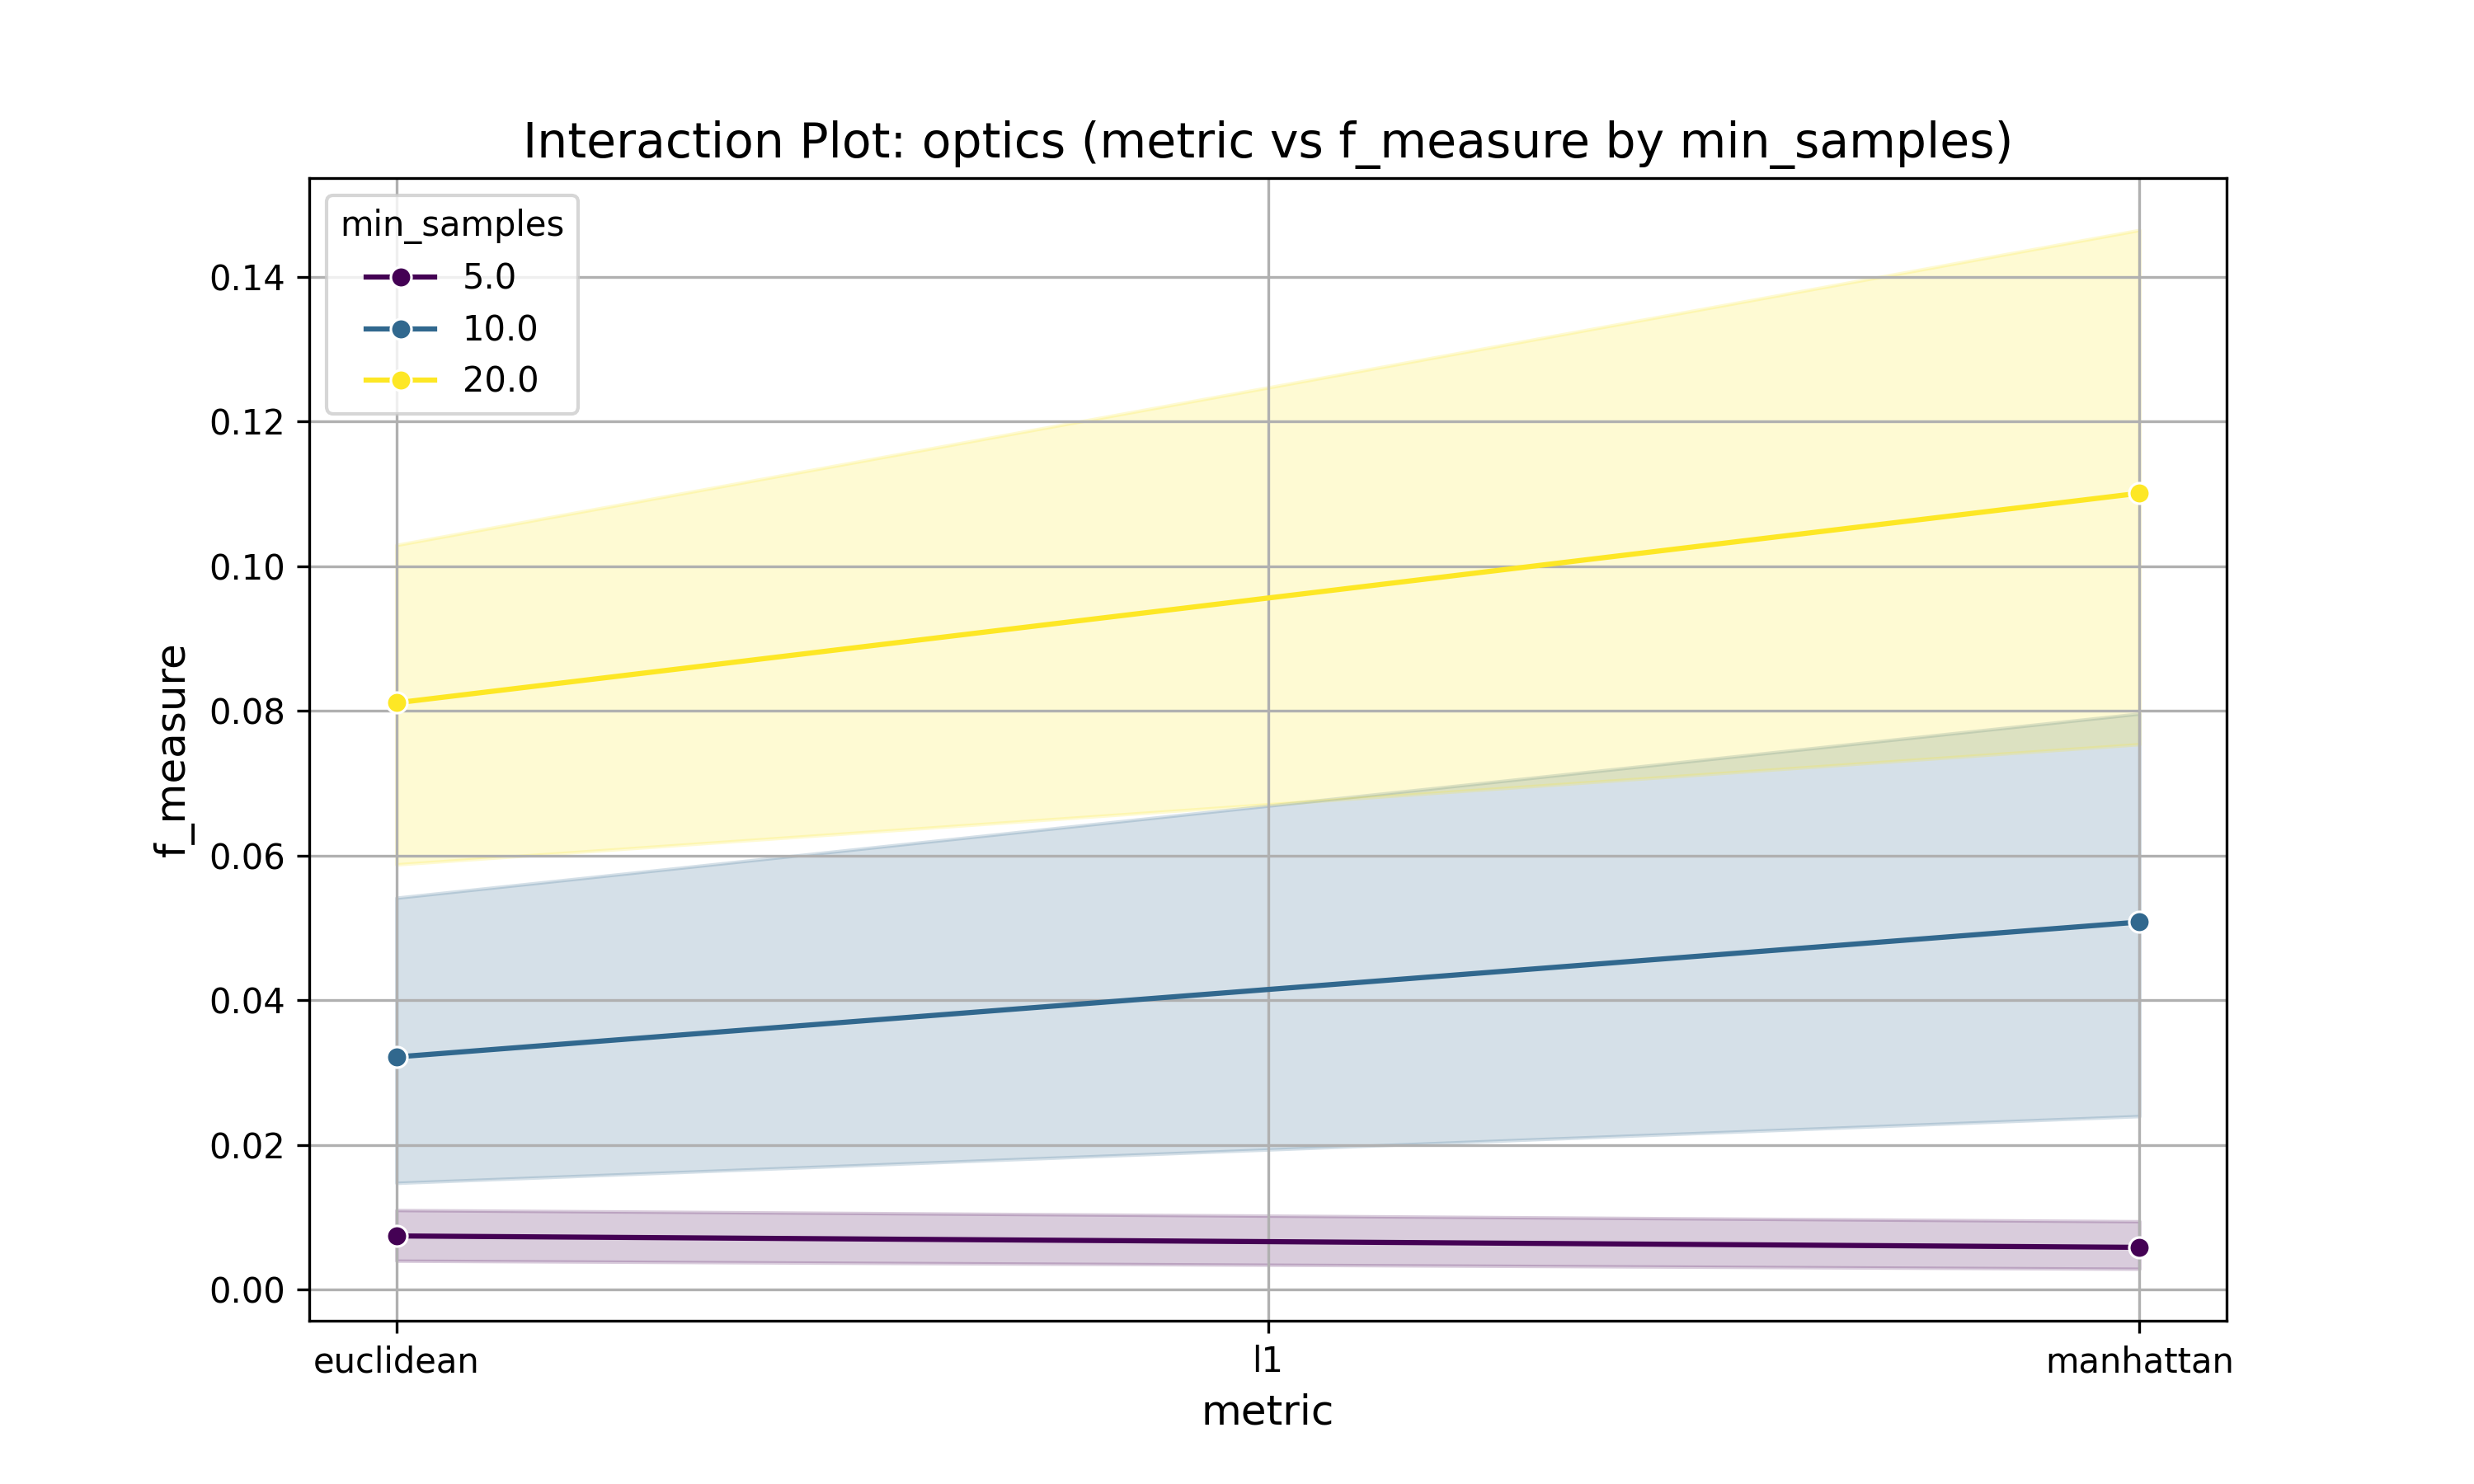 Interaction Plot: optics (metric vs f_measure by min_samples)
min_samples
5.0
10.0
20.0
0.14
0.12
0.10
0.08
0.06
0.04
0.02
0.00
f_measure
euclidean
l1
manhattan
metric